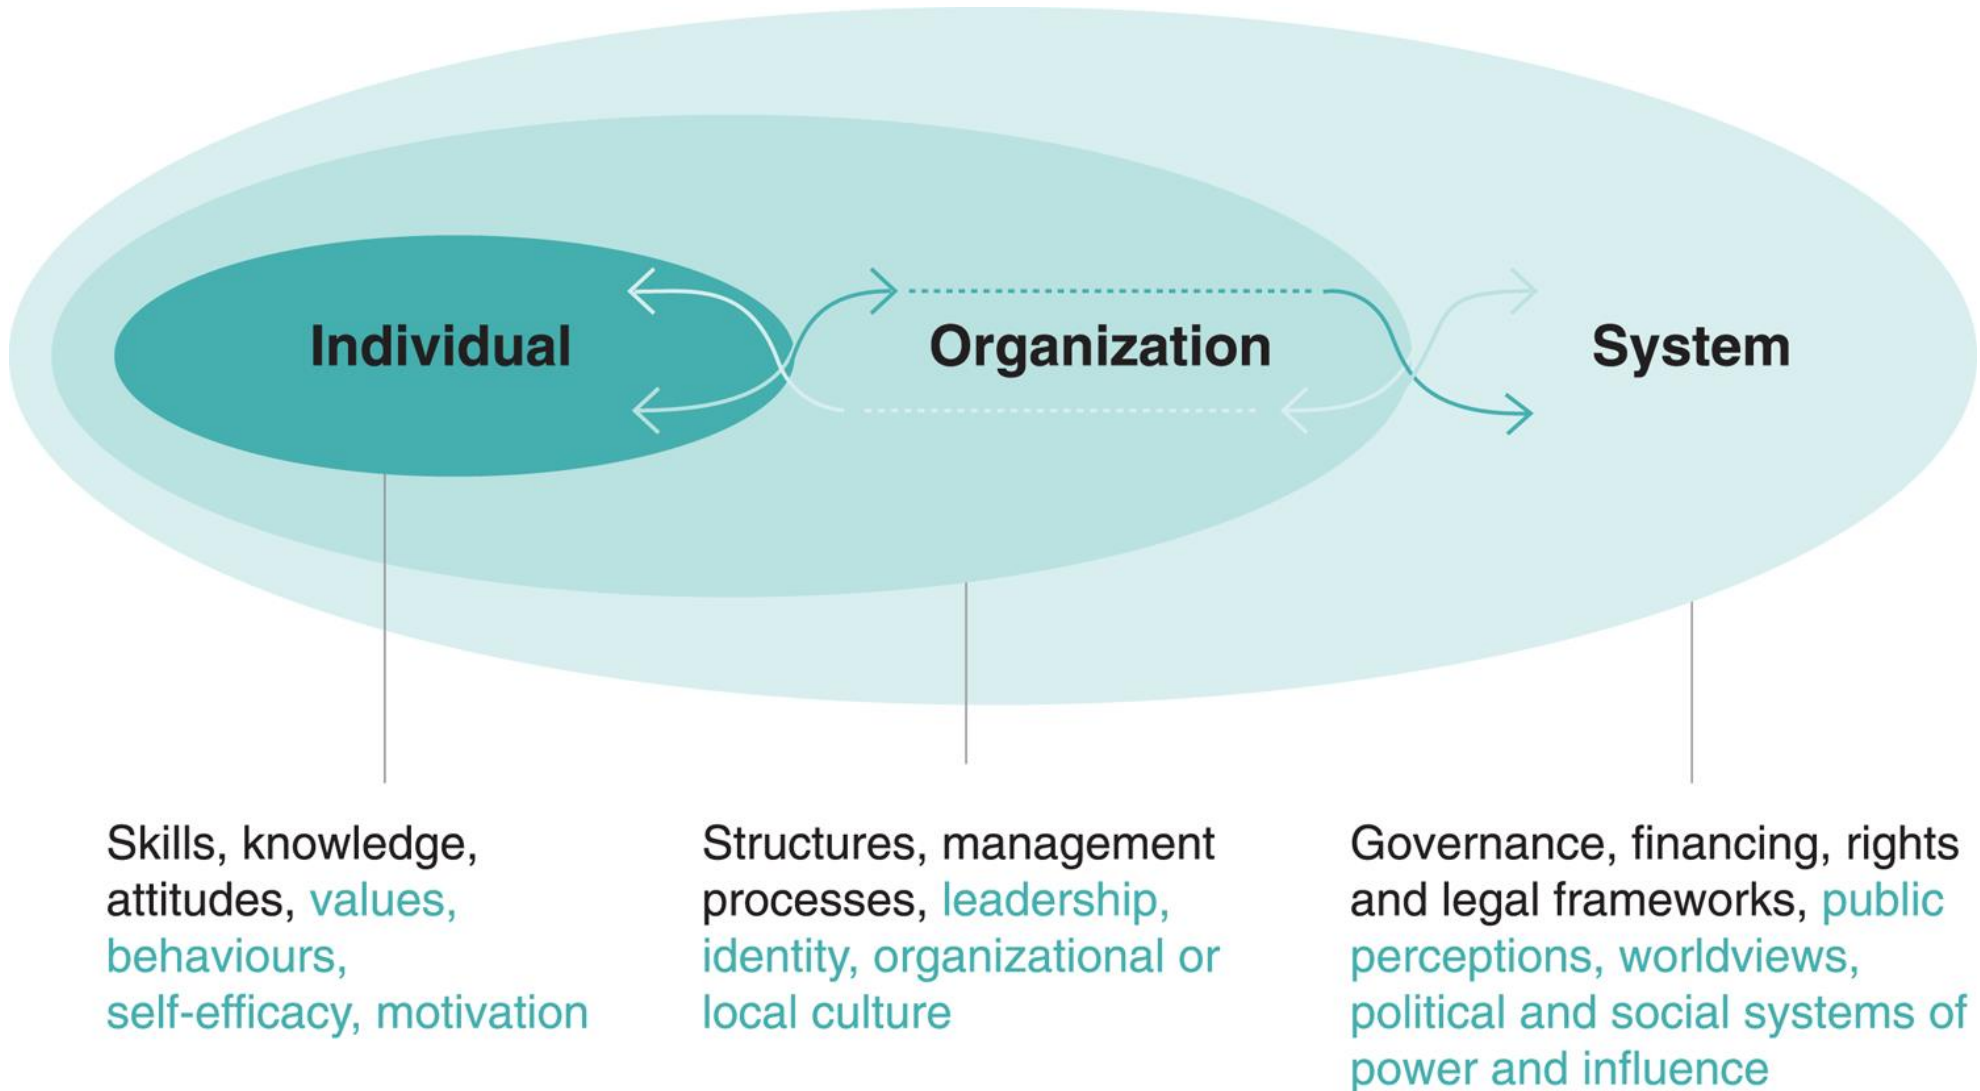 Individual
Organization
System
Skills, knowledge,
attitudes, values,
behaviours,
self-efficacy, motivation
Structures, management
processes, leadership,
identity, organizational or
local culture
Governance, financing, rights
and legal frameworks, public
perceptions, worldviews,
political and social systems of
power and influence